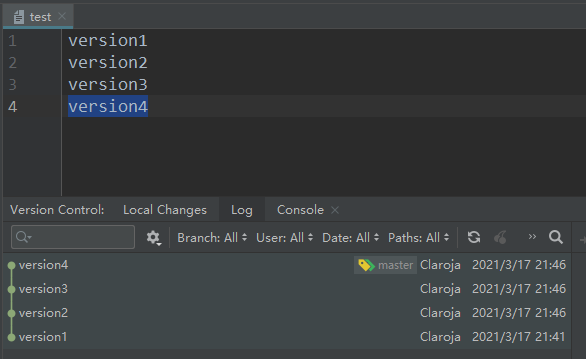 test
1 version1
2 version2
3 version3
4 version4
Version Control: Local Changes Log Console
Branch: All User: All Date: All Paths: All
version4 master Claroja 2021/3/17 21:46
version3 Claroja 2021/3/17 21:46
version2 Claroja 2021/3/17 21:46
version1 Claroja 2021/3/17 21:41